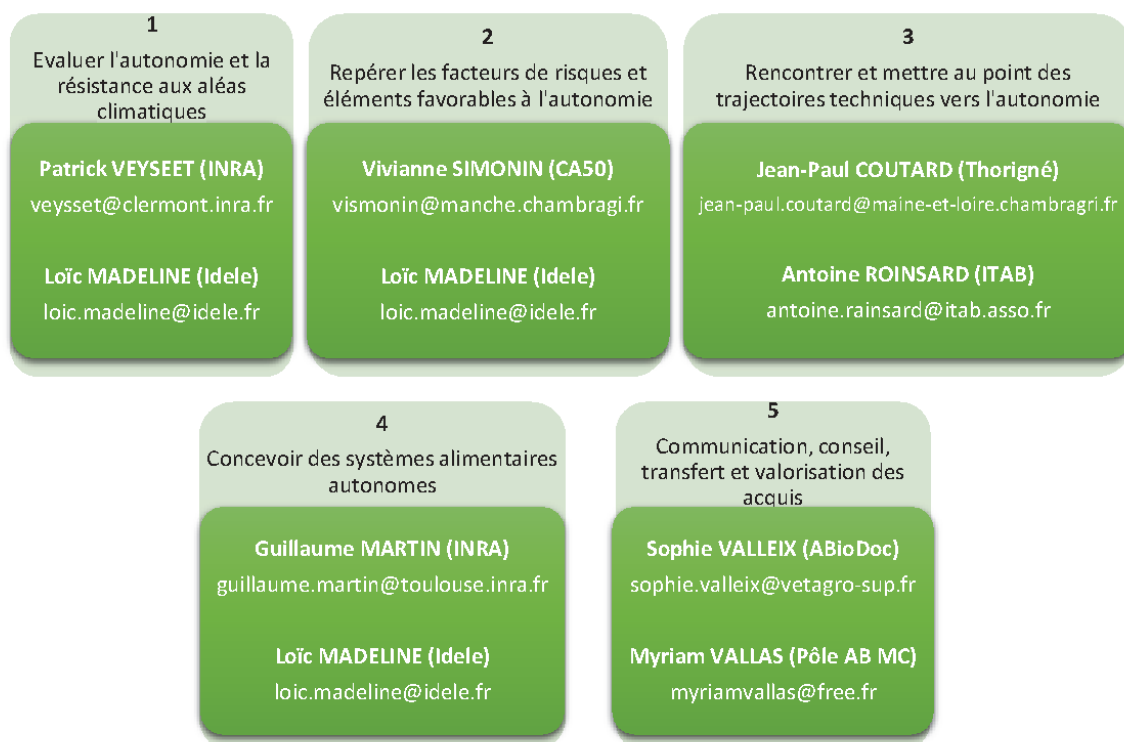 1
Evaluer l'autonomie et la
résistance aux aléas
climatiques
Patrick VEYSEET (INRA)
veysset@clermont.inra.fr
Loïc MADELINE (Idele)
loic.madeline@idele.fr
2
Repérer les facteurs de risques et
éléments favorables à l'autonomie
Vivianne SIMONIN (CA50)
vismonin@manche.chambragi.fr
Loïc MADELINE (Idele)
loic.madeline@idele.fr
3
Rencontrer et mettre au point des
trajectoires techniques vers l'autonomie
Jean-Paul COUTARD (Thorigné)
jean-paul.coutard@maine-et-loire.chambragri.fr
Antoine ROINSARD (ITAB)
antoine.rainsard@itab.asso.fr
4
Concevoir des systèmes alimentaires
autonomes
Guillaume MARTIN (INRA)
guillaume.martin@toulouse.inra.fr
Loïc MADELINE (Idele)
loic.madeline@idele.fr
5
Communication, conseil,
transfert et valorisation des
acquis
Sophie VALLEIX (ABioDoc)
sophie.valleix@vetagro-sup.fr
Myriam VALLAS (Pôle AB MC)
myriamvallas@free.fr